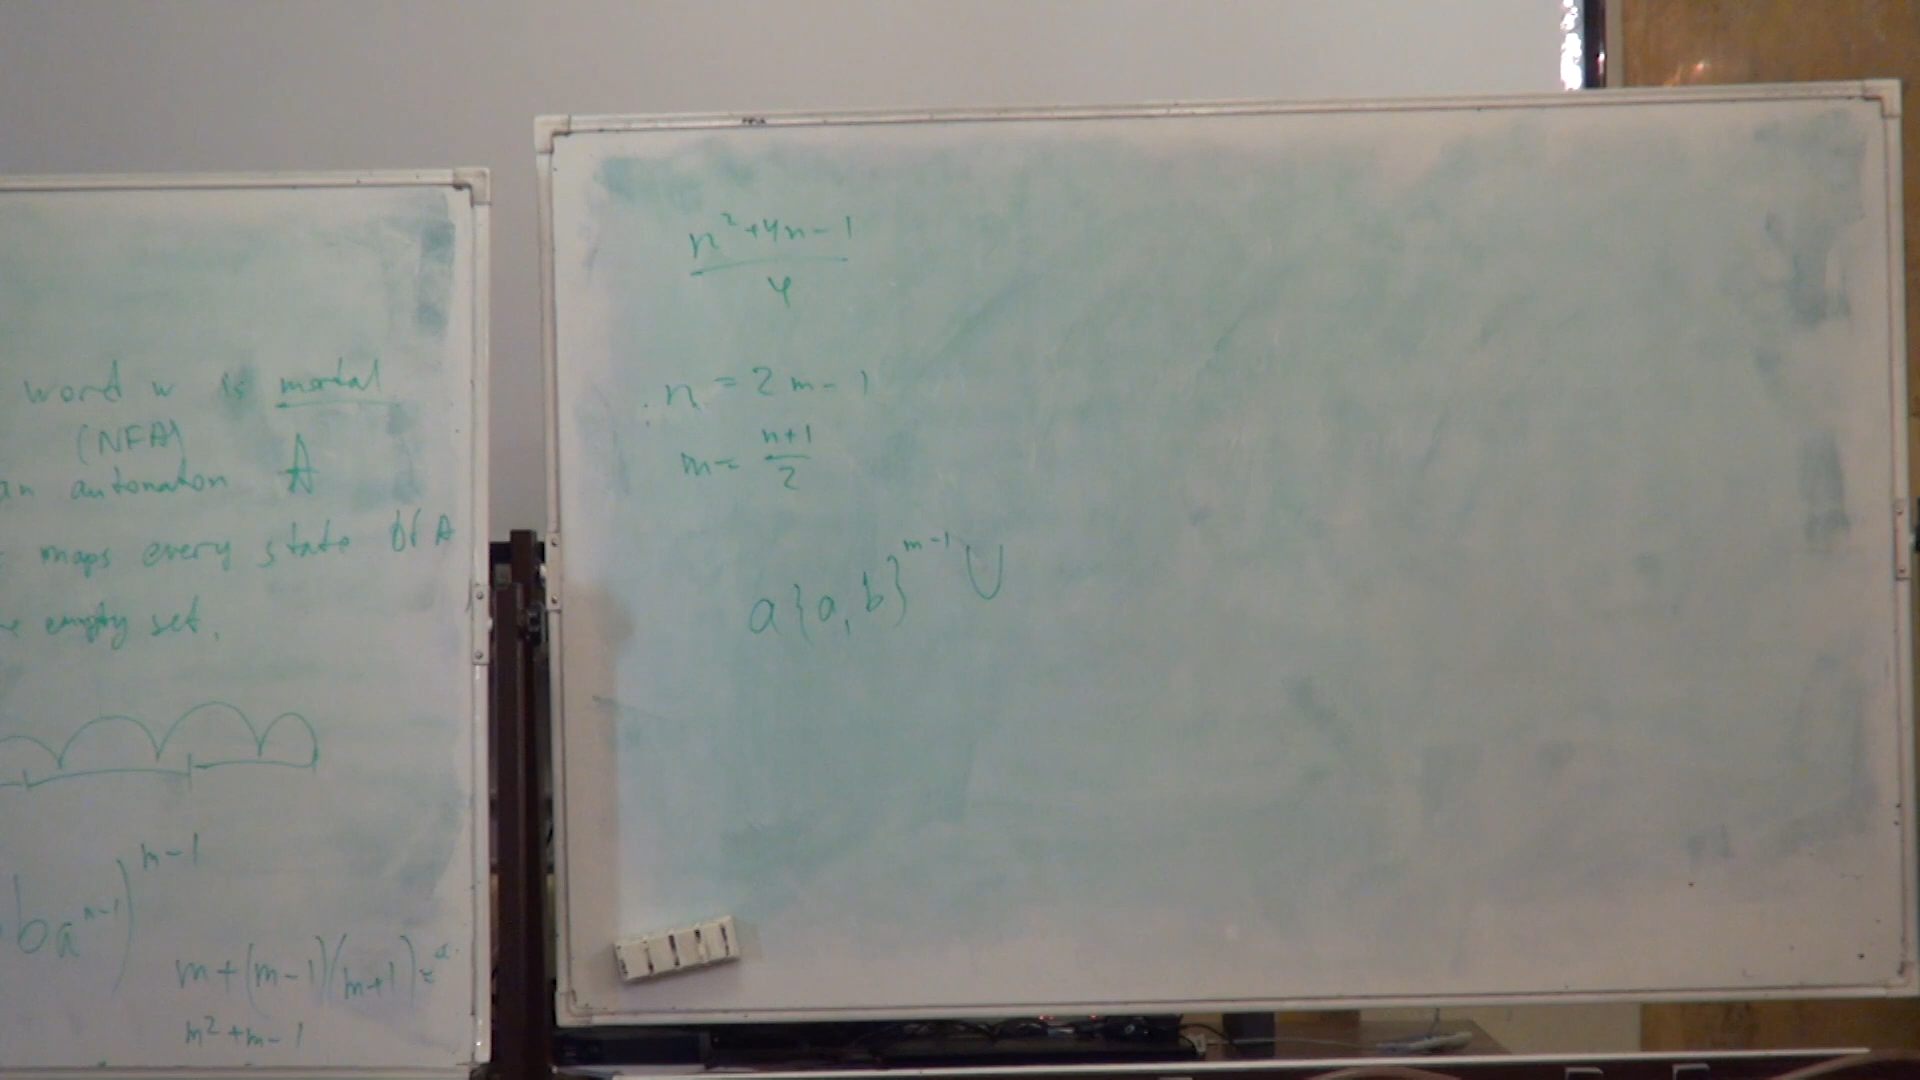 word w is mortal
(NFA)
an automaton A
maps every state of A
empty set.
ba^{n-1})^{m-1}
m+(m-1)(m+1)=
m²+m-1
n²+4n-1
4
n = 2m-1
m = n+1
2
a{a, b}^{m-1} ∪